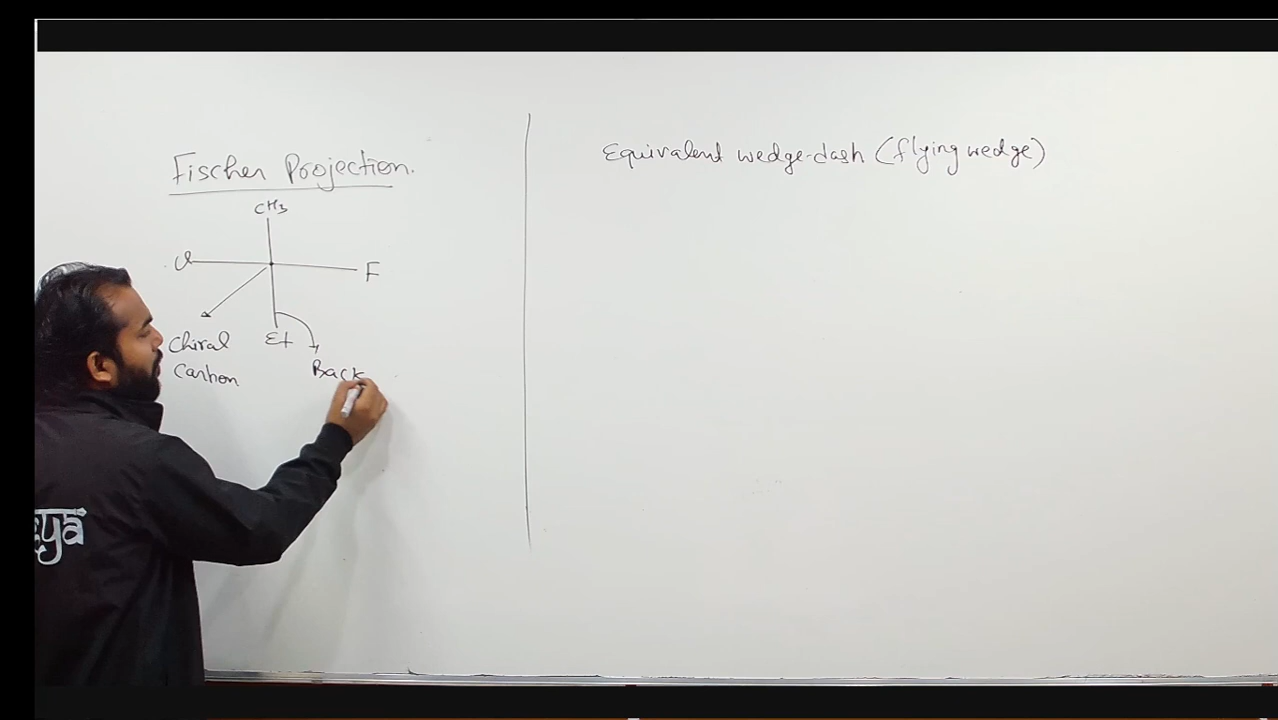 Fischer Projection.
Equivalent wedge-dash (flying wedge)
CH3
Cl
F
Chiral
Carbon
Et
Back